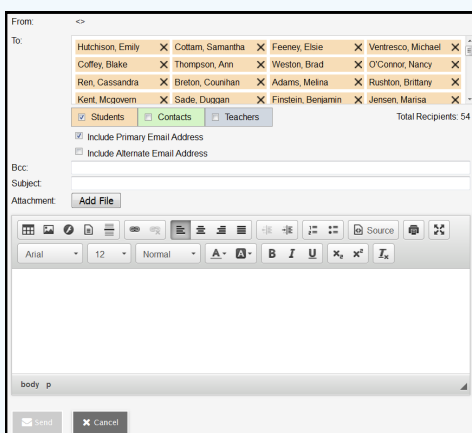 From: <>
To:
Hutchison, Emily Cottam, Samantha Feeney, Elsie Ventresco, Michael
Coffey, Blake Thompson, Ann Weston, Brad O'Connor, Nancy
Ren, Cassandra Breton, Counihan Adams, Melina Rushton, Brittany
Kent, Mcgovern Sade, Duggan Finstein, Benjamin Jensen, Marisa
Students Contacts Teachers Total Recipients: 54
Include Primary Email Address
Include Alternate Email Address
Bcc:
Subject:
Attachment: Add File
Source
Arial 12 Normal A A B I U x₂ x² Tx
body p
Send Cancel